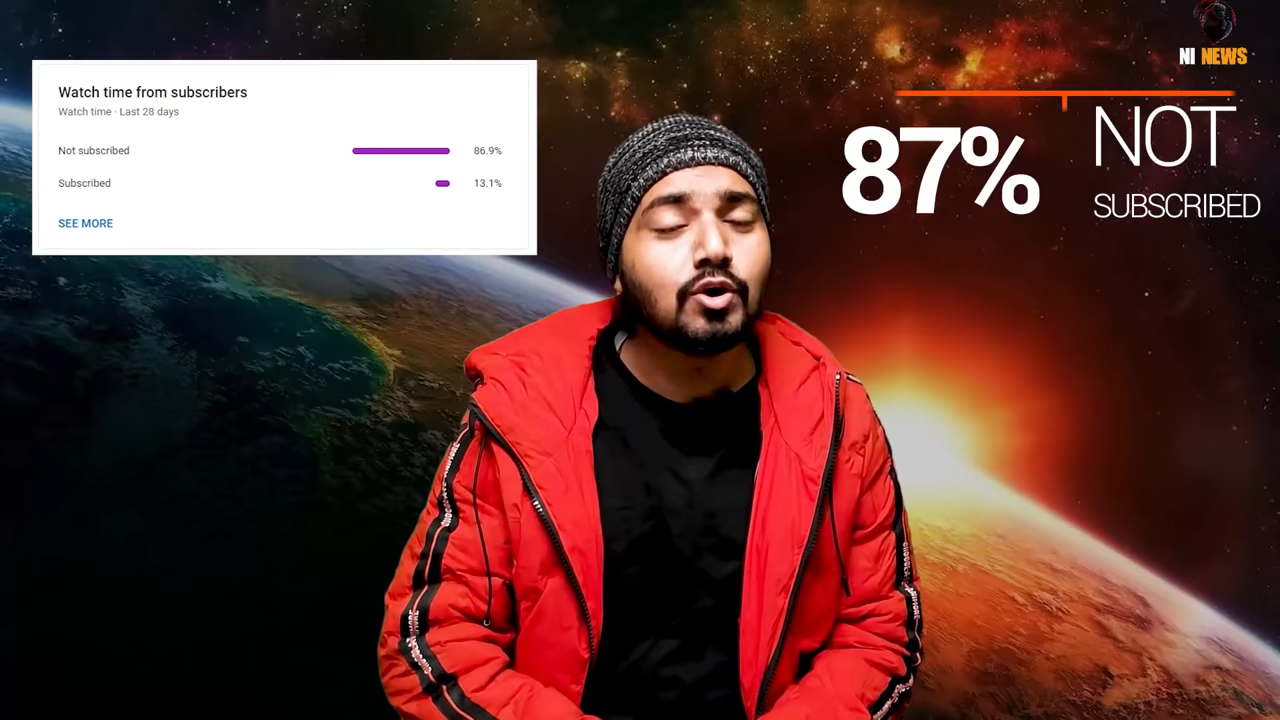 NI NEWS
Watch time from subscribers
Watch time · Last 28 days
Not subscribed 86.9%
Subscribed 13.1%
SEE MORE
87% NOT
SUBSCRIBED